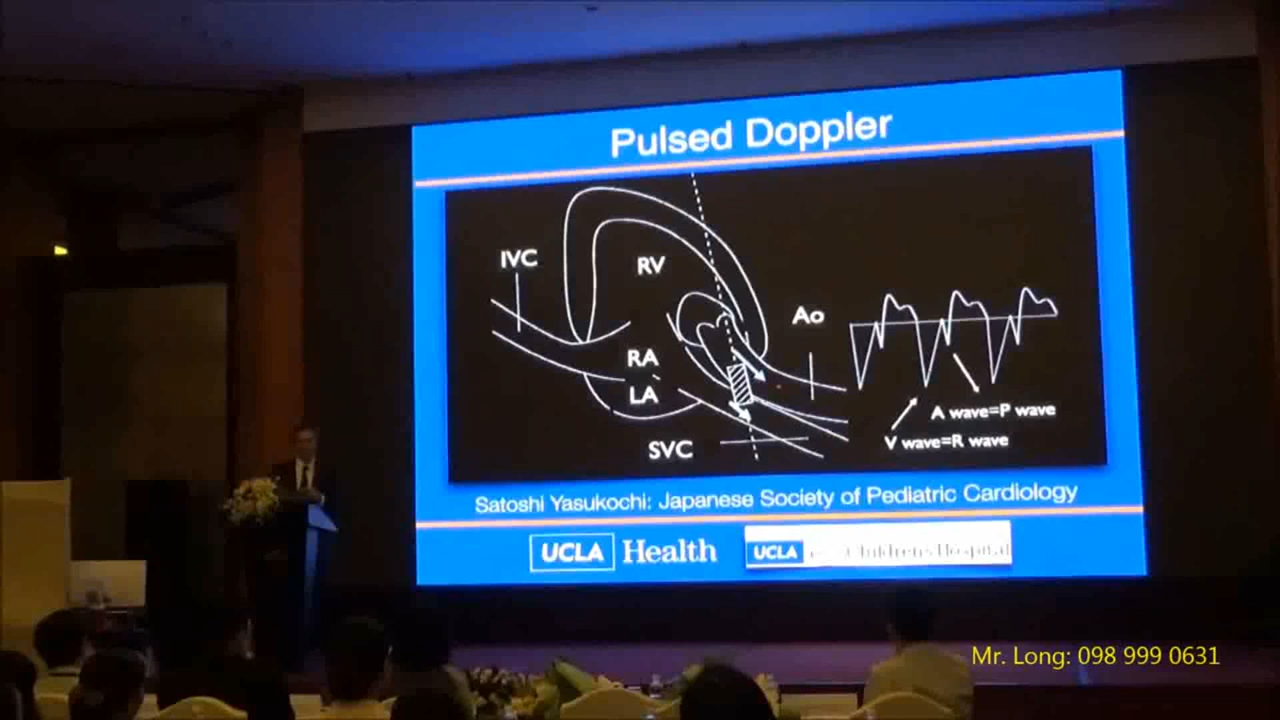 Pulsed Doppler
IVC
RV
Ao
RA
LA
SVC
A wave=P wave
V wave=R wave
Satoshi Yasukochi: Japanese Society of Pediatric Cardiology
UCLA Health
UCLA Children's Hospital
Mr. Long: 098 999 0631